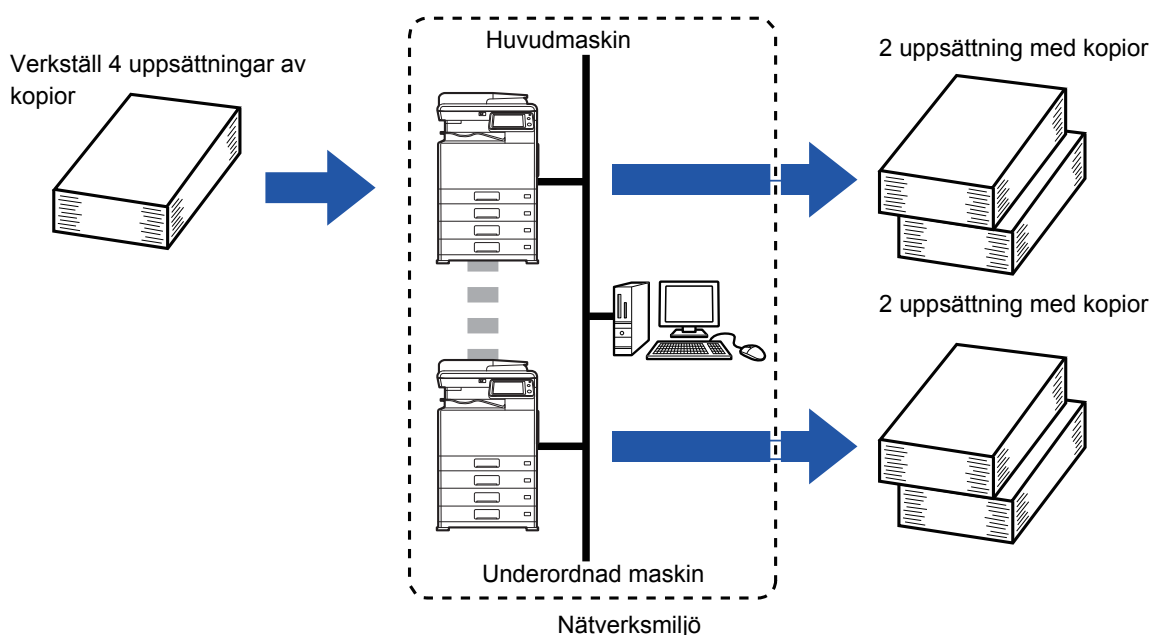 Verkställ 4 uppsättningar av
kopior
Huvudmaskin
2 uppsättning med kopior
2 uppsättning med kopior
Underordnad maskin
Nätverksmiljö